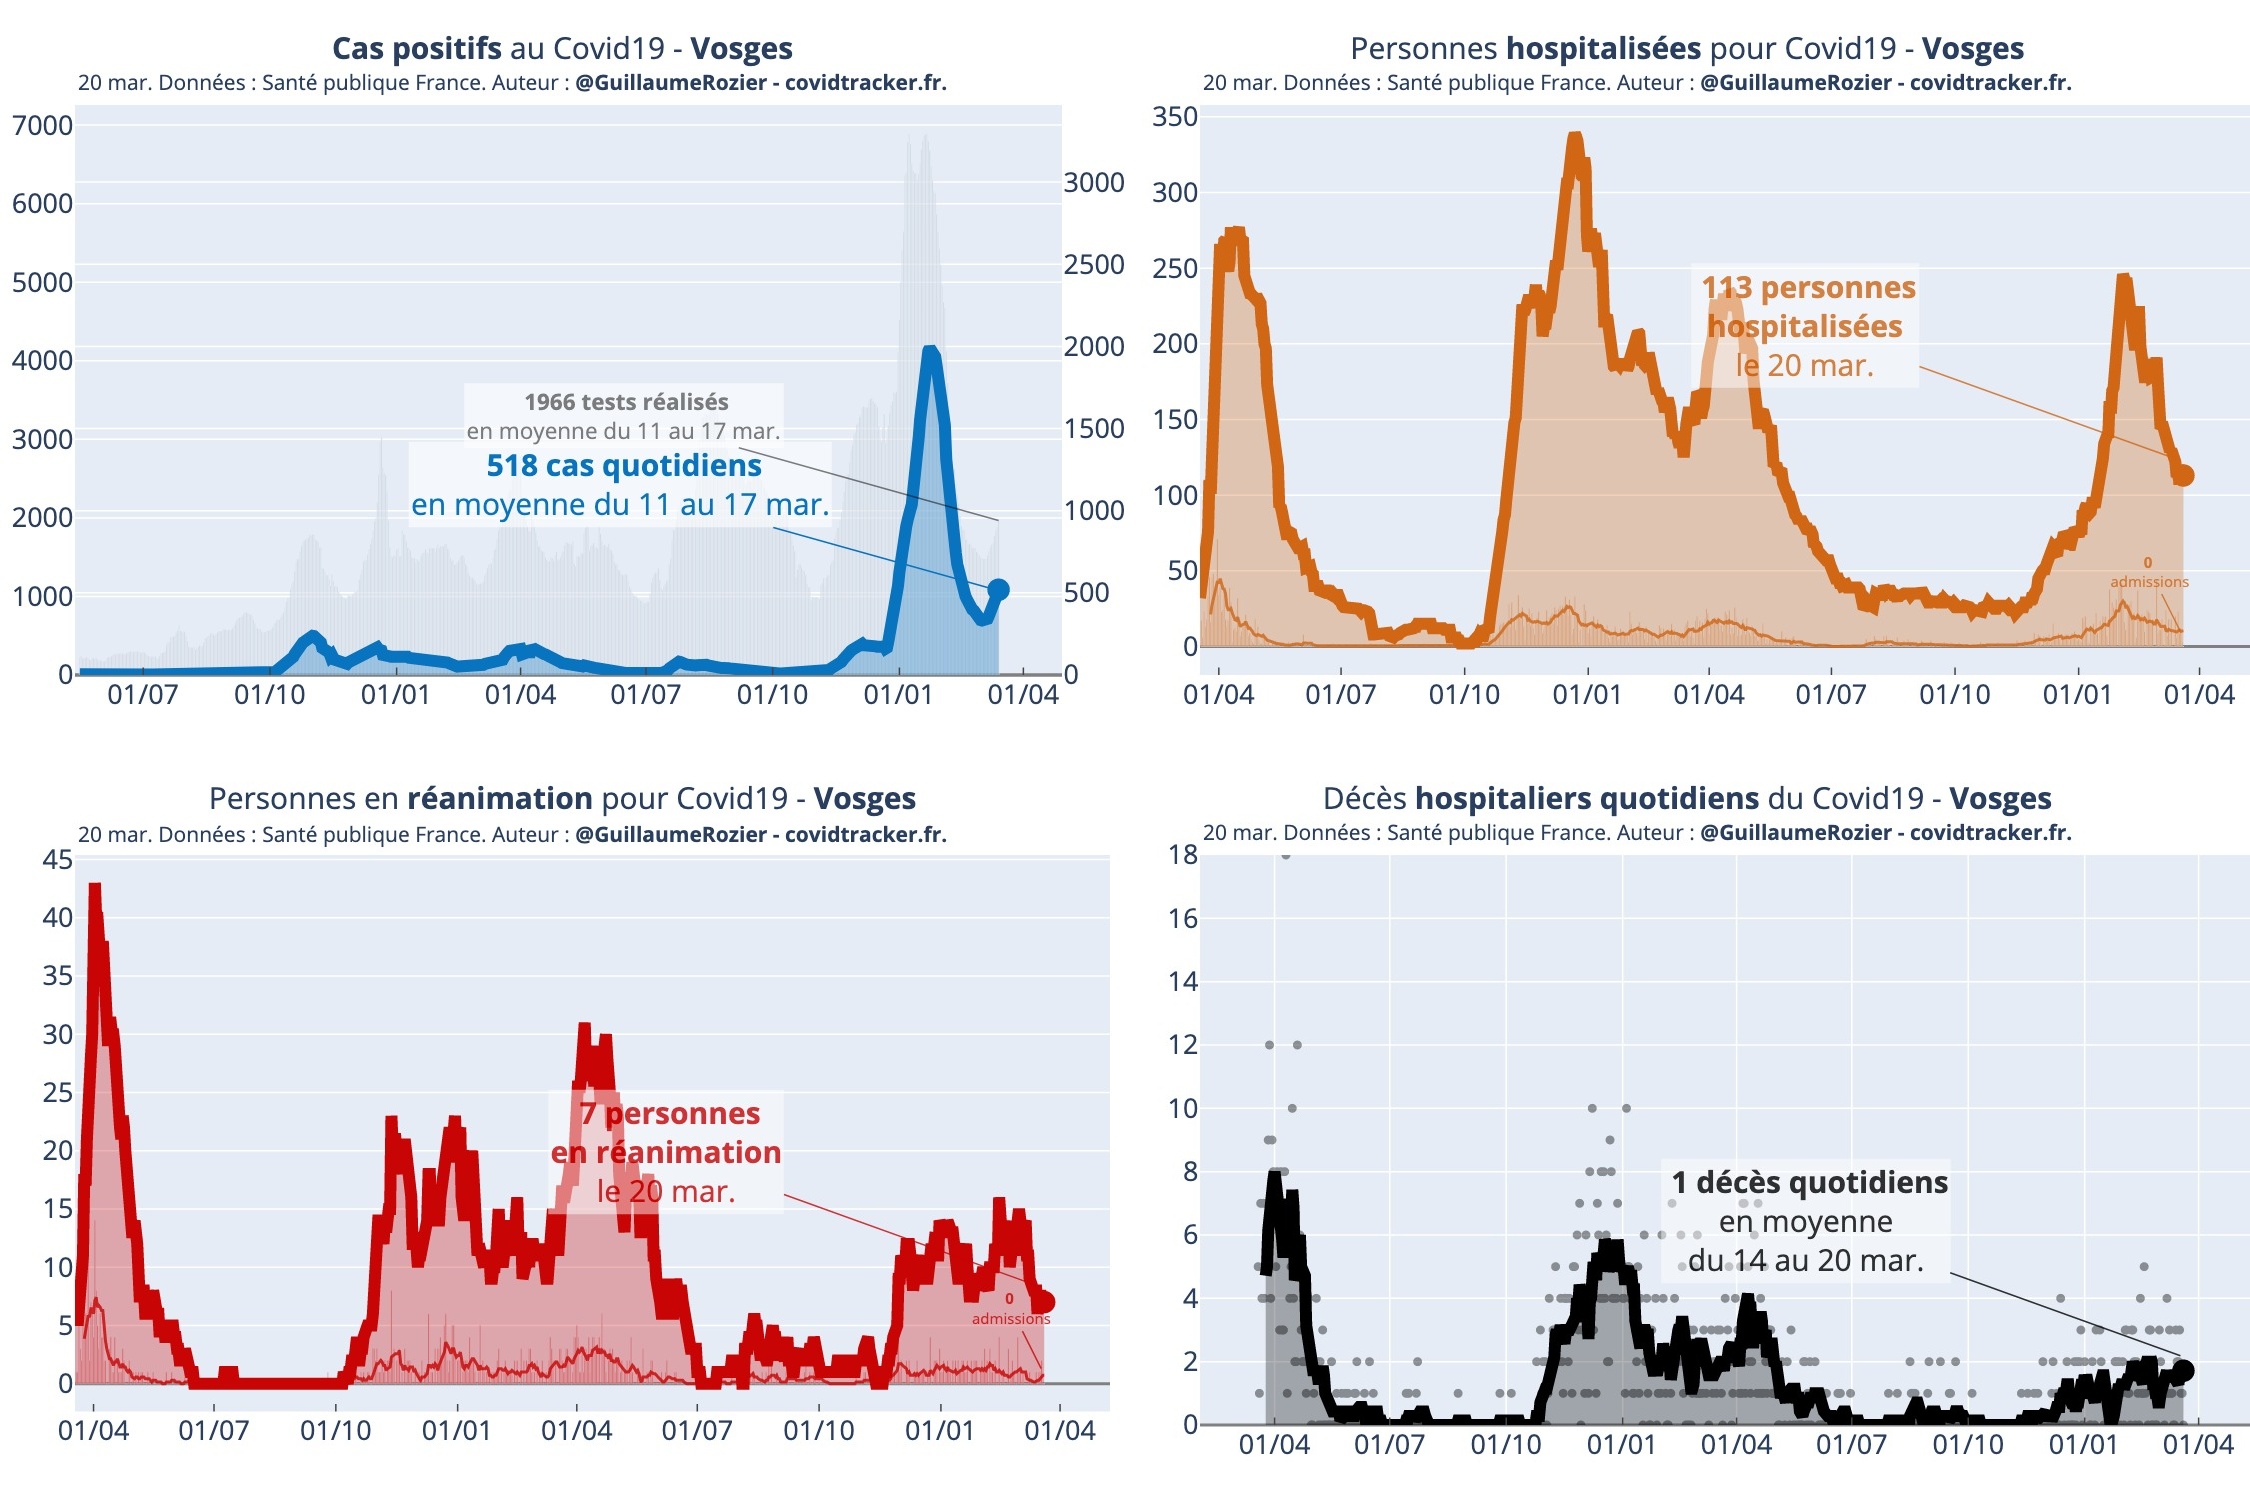 Cas positifs au Covid19 - Vosges
20 mar. Données : Santé publique France. Auteur : @GuillaumeRozier - covidtracker.fr.
7000
6000
5000
4000
3000
2000
1000
0
3000
2500
2000
1500
1000
500
0
1966 tests réalisés
en moyenne du 11 au 17 mar.
518 cas quotidiens
en moyenne du 11 au 17 mar.
01/07 01/10 01/01 01/04 01/07 01/10 01/01 01/04
Personnes hospitalisées pour Covid19 - Vosges
20 mar. Données : Santé publique France. Auteur : @GuillaumeRozier - covidtracker.fr.
350
300
250
200
150
100
50
0
113 personnes
hospitalisées
le 20 mar.
0
admissions
01/04 01/07 01/10 01/01 01/04 01/07 01/10 01/01 01/04
Personnes en réanimation pour Covid19 - Vosges
20 mar. Données : Santé publique France. Auteur : @GuillaumeRozier - covidtracker.fr.
45
40
35
30
25
20
15
10
5
0
7 personnes
en réanimation
le 20 mar.
0
admissions
01/04 01/07 01/10 01/01 01/04 01/07 01/10 01/01 01/04
Décès hospitaliers quotidiens du Covid19 - Vosges
20 mar. Données : Santé publique France. Auteur : @GuillaumeRozier - covidtracker.fr.
18
16
14
12
10
8
6
4
2
0
1 décès quotidiens
en moyenne
du 14 au 20 mar.
01/04 01/07 01/10 01/01 01/04 01/07 01/10 01/01 01/04